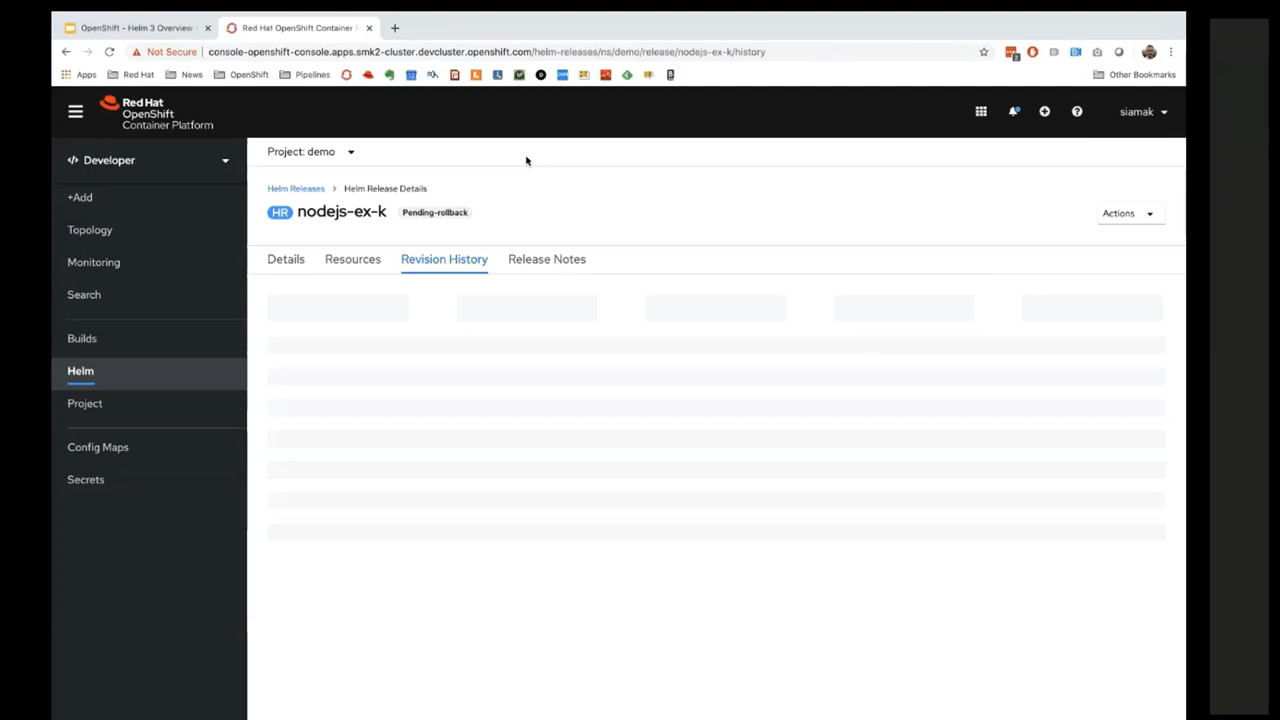 OpenShift - Helm 3 Overview
Red Hat OpenShift Container P
Not Secure
console-openshift-console.apps.smk2-cluster.devcluster.openshift.com/helm-releases/ns/demo/release/nodejs-ex-k/history
Apps Red Hat News OpenShift Pipelines Other Bookmarks
Red Hat
OpenShift
Container Platform
siamak
Developer
Project: demo
+Add
Topology
Monitoring
Search
Builds
Helm
Project
Config Maps
Secrets
Helm Releases > Helm Release Details
HR nodejs-ex-k Pending-rollback
Actions
Details Resources Revision History Release Notes